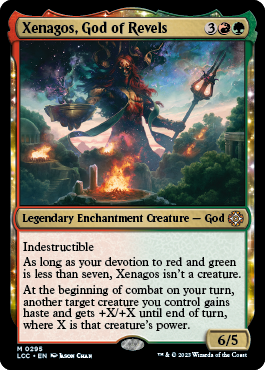 Xenagos, God of Revels 3
Legendary Enchantment Creature — God
Indestructible
As long as your devotion to red and green
is less than seven, Xenagos isn't a creature.
At the beginning of combat on your turn,
another target creature you control gains
haste and gets +X/+X until end of turn,
where X is that creature's power.
6/5
M 0295
LCC • EN Jason Chan
™ & © 2023 Wizards of the Coast